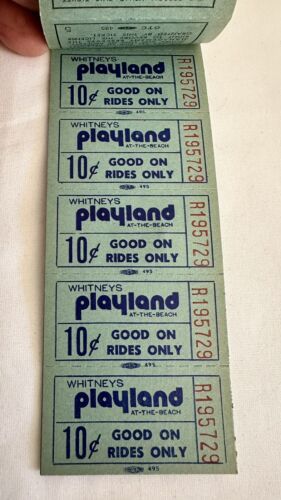 495 OTC 5
WHITNEYS
playland
AT-THE-BEACH
10¢ GOOD ON
RIDES ONLY
R195729
495
WHITNEYS
playland
AT-THE-BEACH
10¢ GOOD ON
RIDES ONLY
R195729
495
WHITNEYS
playland
AT-THE-BEACH
10¢ GOOD ON
RIDES ONLY
R195729
495
WHITNEYS
playland
AT-THE-BEACH
10¢ GOOD ON
RIDES ONLY
R195729
495
WHITNEYS
playland
AT-THE-BEACH
10¢ GOOD ON
RIDES ONLY
R195729
495